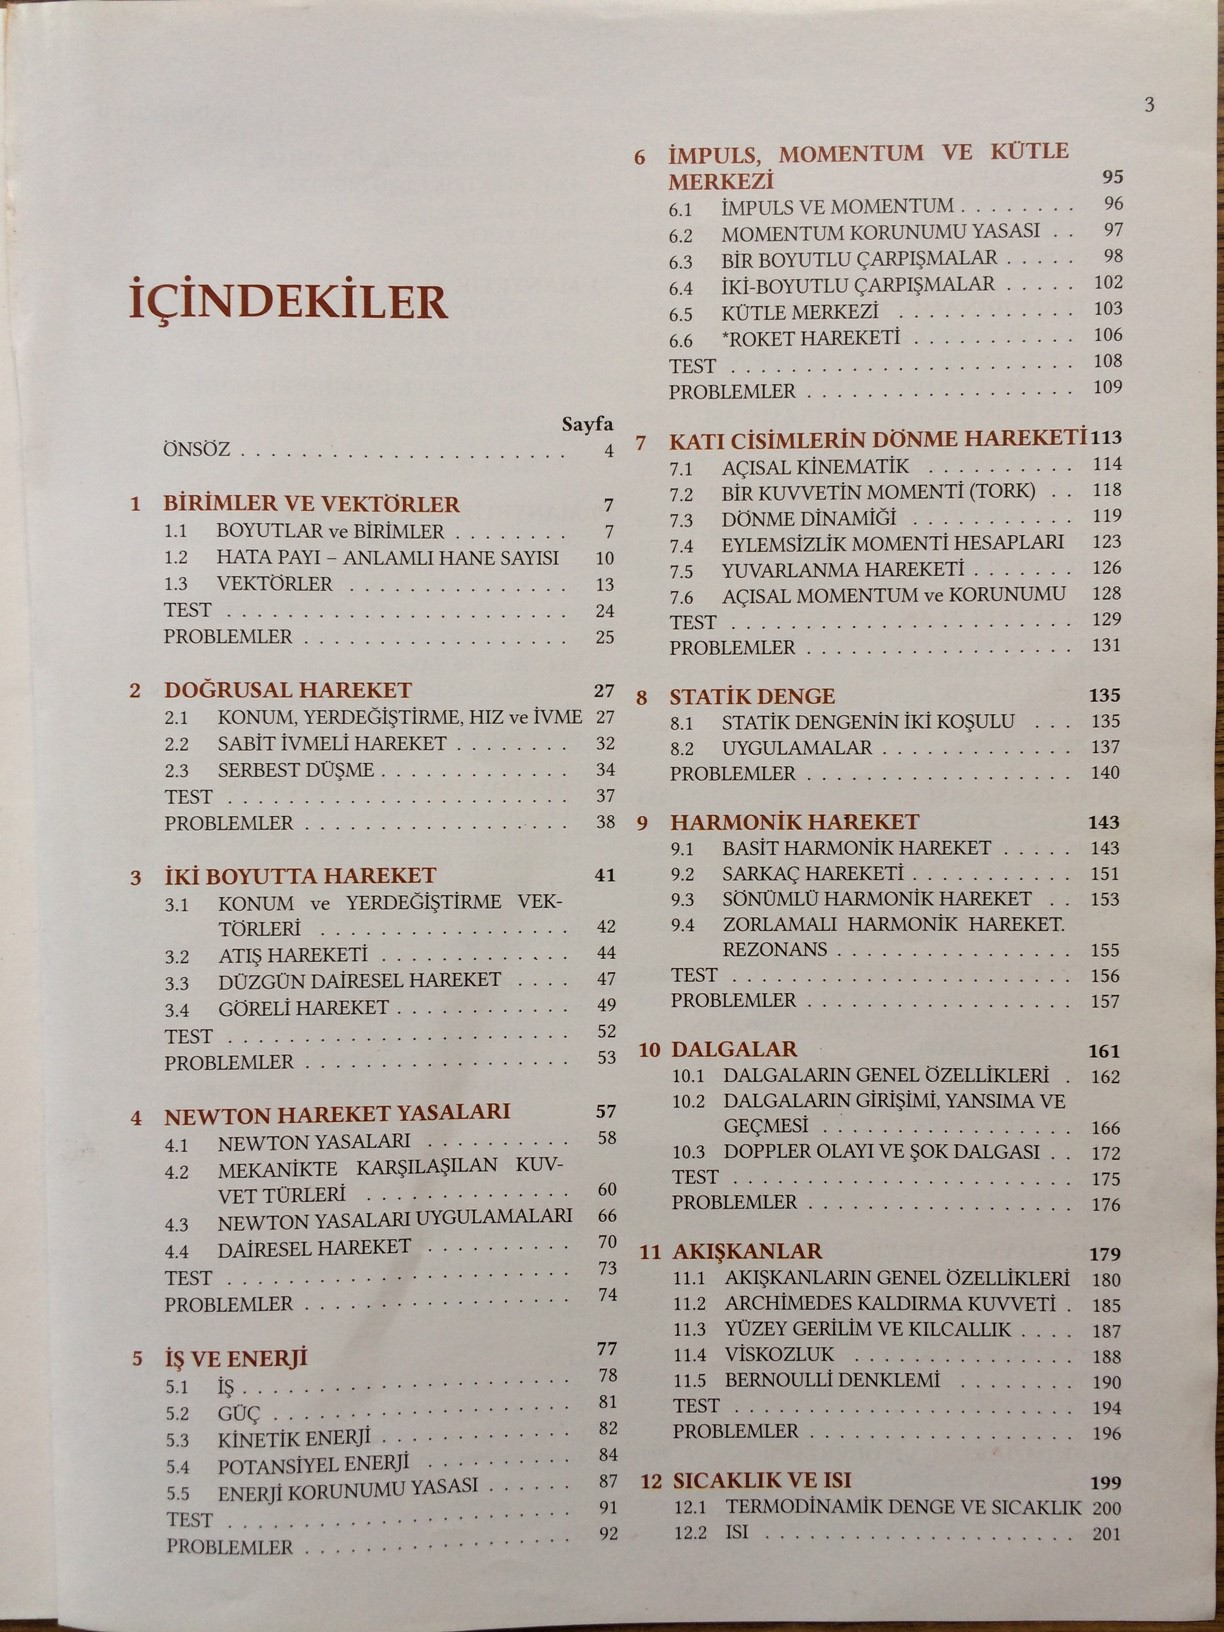 3
İÇİNDEKİLER
Sayfa
ÖNSÖZ . . . . . . . . . . . . . . . . . . . . . . 4
1 BİRİMLER VE VEKTÖRLER 7
1.1 BOYUTLAR ve BİRİMLER . . . . . . . . 7
1.2 HATA PAYI – ANLAMLI HANE SAYISI 10
1.3 VEKTÖRLER . . . . . . . . . . . . . . . 13
TEST . . . . . . . . . . . . . . . . . . . . . . . 24
PROBLEMLER . . . . . . . . . . . . . . . . . . 25
2 DOĞRUSAL HAREKET 27
2.1 KONUM, YERDEĞİŞTİRME, HIZ ve İVME 27
2.2 SABİT İVMELİ HAREKET . . . . . . . . 32
2.3 SERBEST DÜŞME . . . . . . . . . . . . . 34
TEST . . . . . . . . . . . . . . . . . . . . . . . 37
PROBLEMLER . . . . . . . . . . . . . . . . . . 38
3 İKİ BOYUTTA HAREKET 41
3.1 KONUM ve YERDEĞİŞTİRME VEK-
TÖRLERİ . . . . . . . . . . . . . . . . . 42
3.2 ATIŞ HAREKETİ . . . . . . . . . . . . . 44
3.3 DÜZGÜN DAİRESEL HAREKET . . . . 47
3.4 GÖRELİ HAREKET . . . . . . . . . . . . 49
TEST . . . . . . . . . . . . . . . . . . . . . . . 52
PROBLEMLER . . . . . . . . . . . . . . . . . . 53
4 NEWTON HAREKET YASALARI 57
4.1 NEWTON YASALARI . . . . . . . . . . 58
4.2 MEKANİKTE KARŞILAŞILAN KUV-
VET TÜRLERİ . . . . . . . . . . . . . . 60
4.3 NEWTON YASALARI UYGULAMALARI 66
4.4 DAİRESEL HAREKET . . . . . . . . . . 70
TEST . . . . . . . . . . . . . . . . . . . . . . . 73
PROBLEMLER . . . . . . . . . . . . . . . . . . 74
5 İŞ VE ENERJİ 77
5.1 İŞ . . . . . . . . . . . . . . . . . . . . . . 78
5.2 GÜÇ . . . . . . . . . . . . . . . . . . . . 81
5.3 KİNETİK ENERJİ . . . . . . . . . . . . . 82
5.4 POTANSİYEL ENERJİ . . . . . . . . . . 84
5.5 ENERJİ KORUNUMU YASASI . . . . . . 87
TEST . . . . . . . . . . . . . . . . . . . . . . . 91
PROBLEMLER . . . . . . . . . . . . . . . . . . 92
6 İMPULS, MOMENTUM VE KÜTLE
MERKEZİ 95
6.1 İMPULS VE MOMENTUM . . . . . . . . 96
6.2 MOMENTUM KORUNUMU YASASI . . 97
6.3 BİR BOYUTLU ÇARPIŞMALAR . . . . . 98
6.4 İKİ-BOYUTLU ÇARPIŞMALAR . . . . . 102
6.5 KÜTLE MERKEZİ . . . . . . . . . . . . 103
6.6 *ROKET HAREKETİ . . . . . . . . . . . 106
TEST . . . . . . . . . . . . . . . . . . . . . . . 108
PROBLEMLER . . . . . . . . . . . . . . . . . . 109
7 KATI CİSİMLERİN DÖNME HAREKETİ 113
7.1 AÇISAL KİNEMATİK . . . . . . . . . . 114
7.2 BİR KUVVETİN MOMENTİ (TORK) . . 118
7.3 DÖNME DİNAMİĞİ . . . . . . . . . . . 119
7.4 EYLEMSİZLİK MOMENTİ HESAPLARI 123
7.5 YUVARLANMA HAREKETİ . . . . . . . 126
7.6 AÇISAL MOMENTUM ve KORUNUMU 128
TEST . . . . . . . . . . . . . . . . . . . . . . . 129
PROBLEMLER . . . . . . . . . . . . . . . . . . 131
8 STATİK DENGE 135
8.1 STATİK DENGENİN İKİ KOŞULU . . . 135
8.2 UYGULAMALAR . . . . . . . . . . . . . 137
PROBLEMLER . . . . . . . . . . . . . . . . . . 140
9 HARMONİK HAREKET 143
9.1 BASİT HARMONİK HAREKET . . . . . 143
9.2 SARKAÇ HAREKETİ . . . . . . . . . . . 151
9.3 SÖNÜMLÜ HARMONİK HAREKET . . 153
9.4 ZORLAMALI HARMONİK HAREKET.
REZONANS . . . . . . . . . . . . . . . . 155
TEST . . . . . . . . . . . . . . . . . . . . . . . 156
PROBLEMLER . . . . . . . . . . . . . . . . . . 157
10 DALGALAR 161
10.1 DALGALARIN GENEL ÖZELLİKLERİ . 162
10.2 DALGALARIN GİRİŞİMİ, YANSIMA VE
GEÇMESİ . . . . . . . . . . . . . . . . . 166
10.3 DOPPLER OLAYI VE ŞOK DALGASI . . 172
TEST . . . . . . . . . . . . . . . . . . . . . . . 175
PROBLEMLER . . . . . . . . . . . . . . . . . . 176
11 AKIŞKANLAR 179
11.1 AKIŞKANLARIN GENEL ÖZELLİKLERİ 180
11.2 ARCHİMEDES KALDIRMA KUVVETİ . 185
11.3 YÜZEY GERİLİM VE KILCALLIK . . . . 187
11.4 VİSKOZLUK . . . . . . . . . . . . . . . 188
11.5 BERNOULLİ DENKLEMİ . . . . . . . . 190
TEST . . . . . . . . . . . . . . . . . . . . . . . 194
PROBLEMLER . . . . . . . . . . . . . . . . . . 196
12 SICAKLIK VE ISI 199
12.1 TERMODİNAMİK DENGE VE SICAKLIK 200
12.2 ISI . . . . . . . . . . . . . . . . . . . . . 201